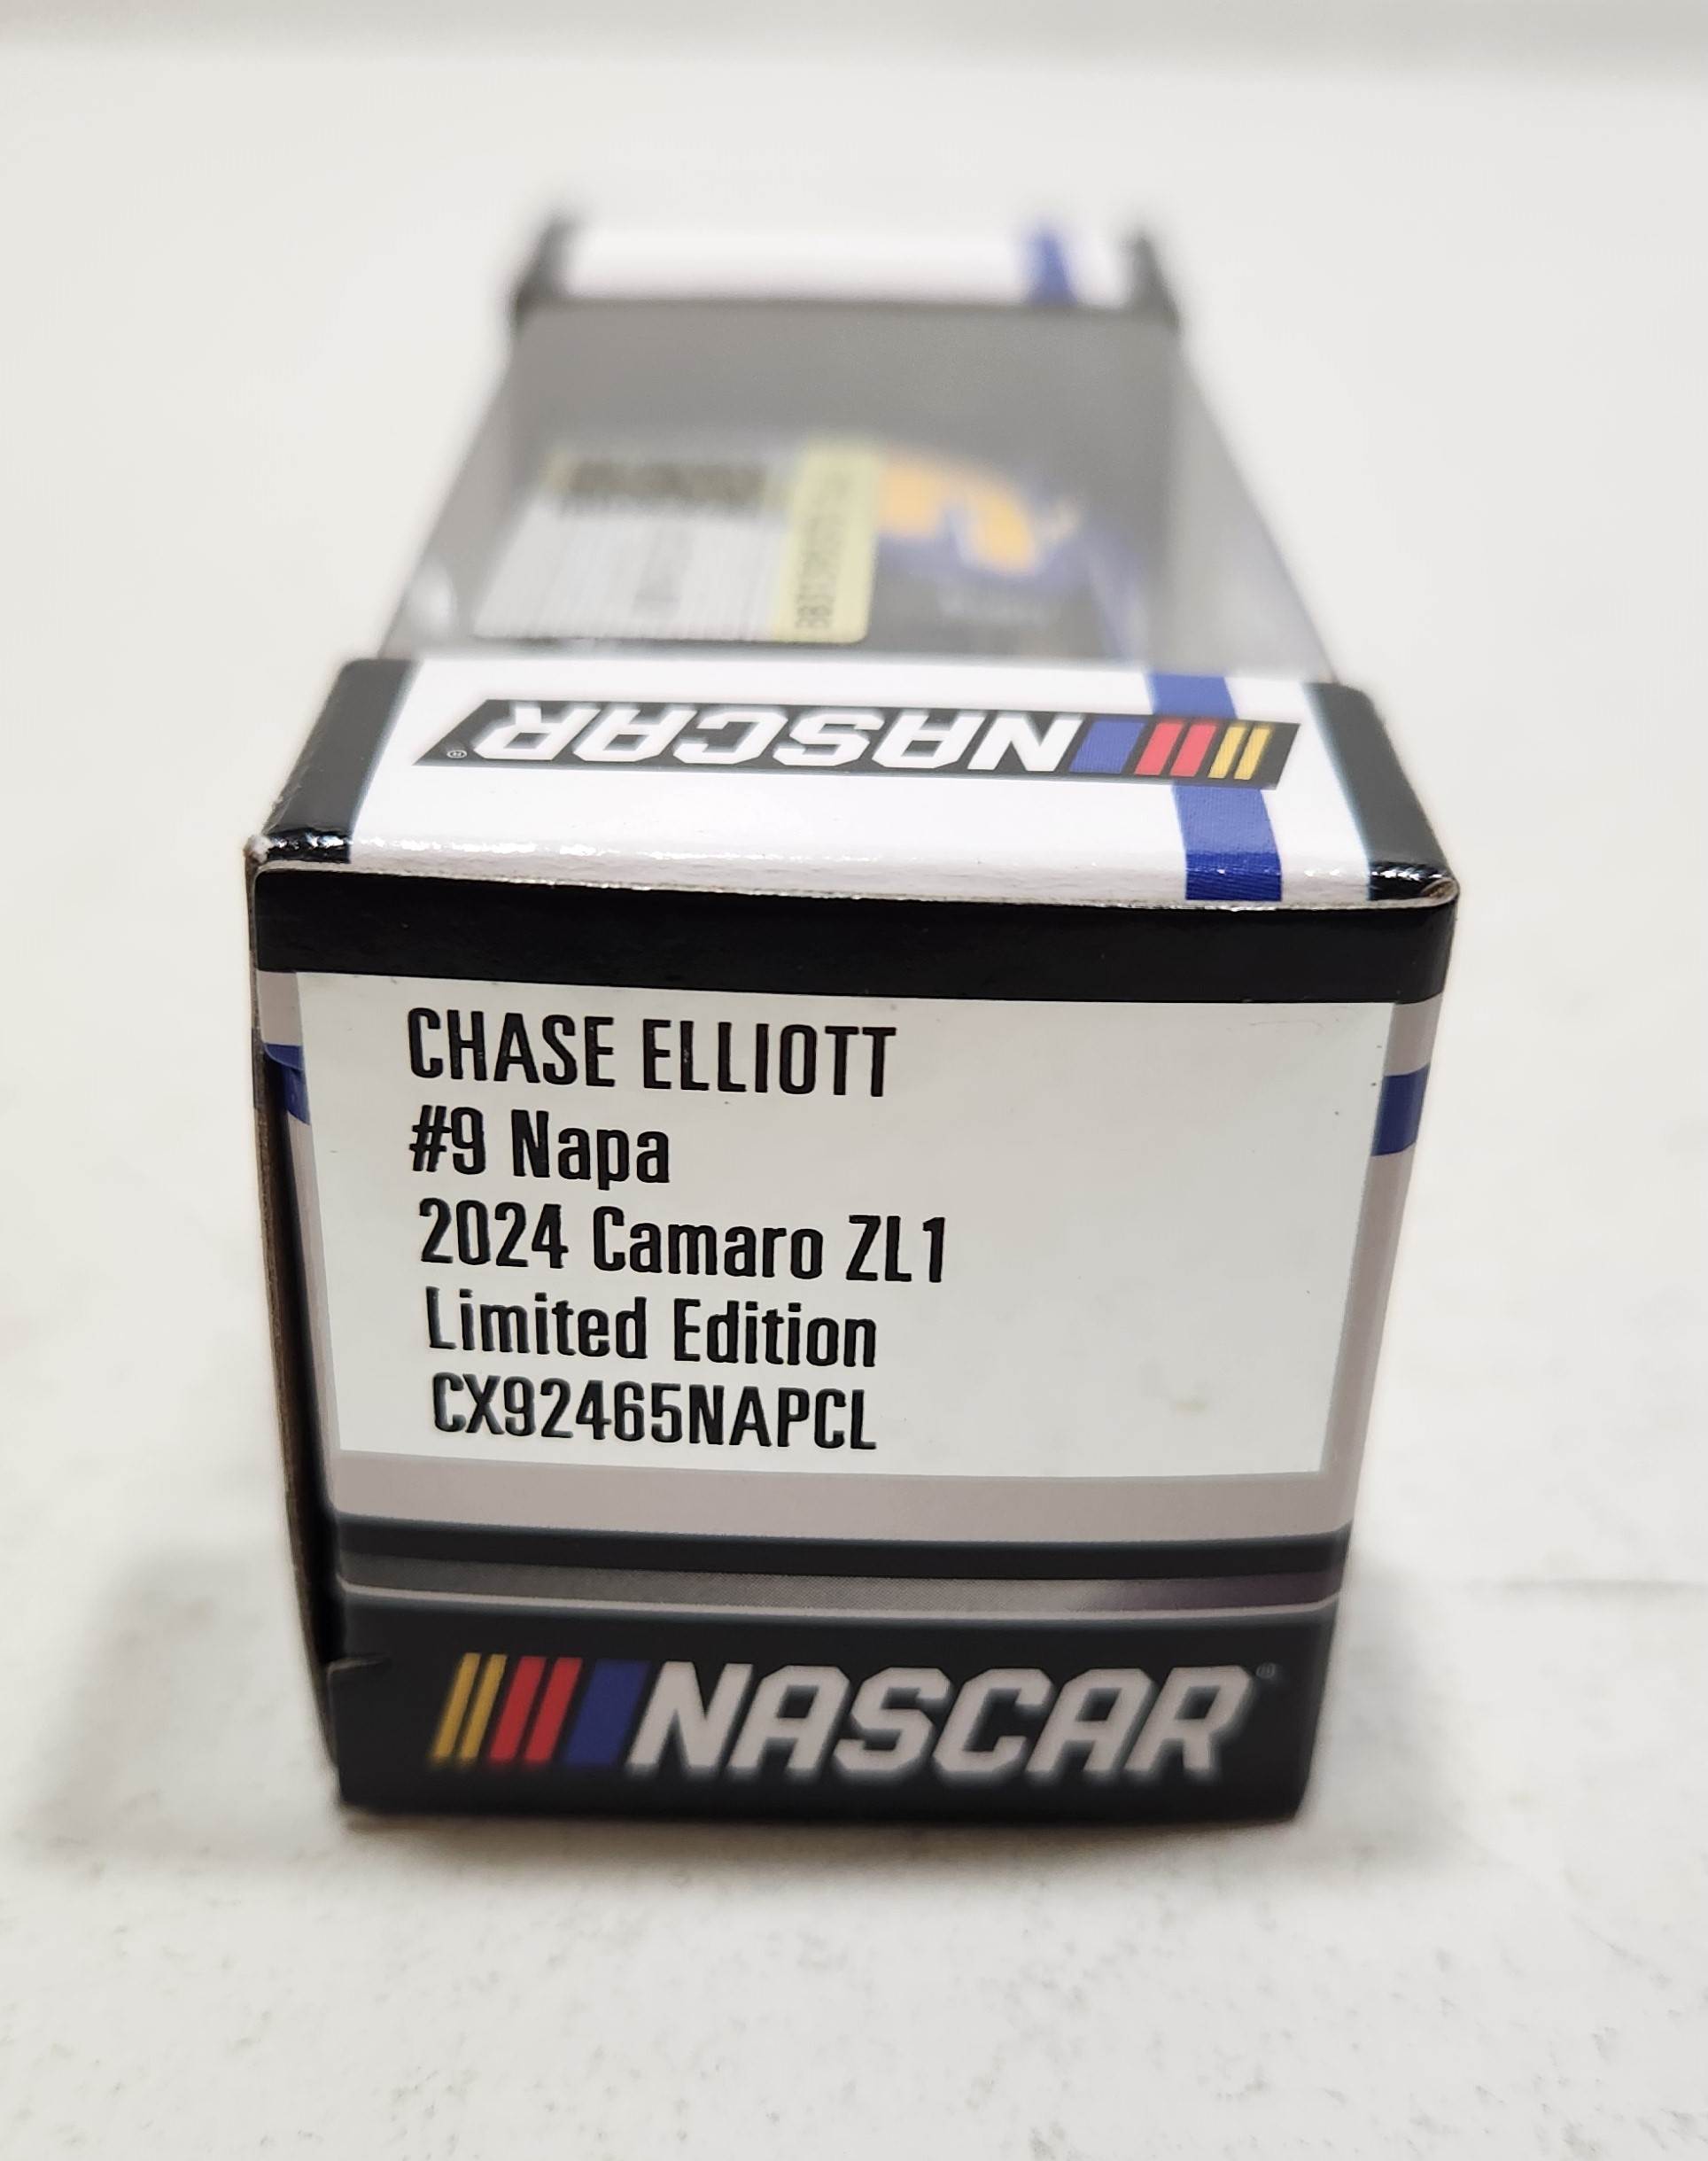 NASCAR
CHASE ELLIOTT
#9 Napa
2024 Camaro ZL1
Limited Edition
CX92465NAPCL
NASCAR